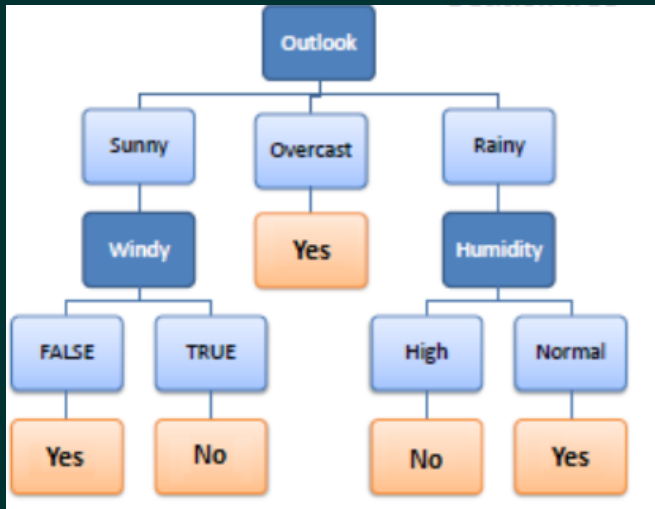 Outlook
Sunny
Overcast
Rainy
Windy
Yes
Humidity
FALSE
TRUE
High
Normal
Yes
No
No
Yes